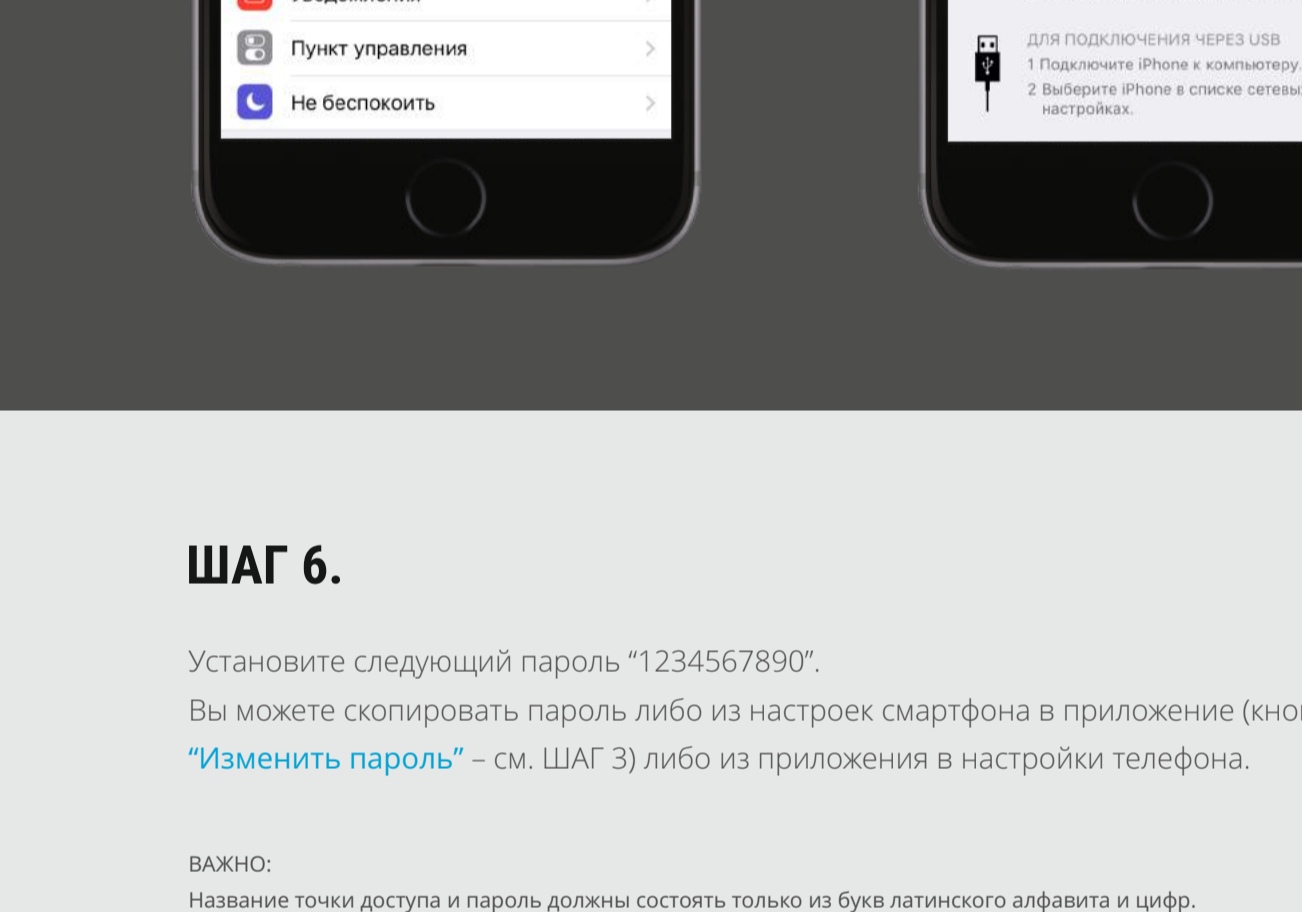 Пункт управления
Не беспокоить
ДЛЯ ПОДКЛЮЧЕНИЯ ЧЕРЕЗ USB
1 Подключите iPhone к компьютеру.
2 Выберите iPhone в списке
настройках.
ШАГ 6.
Установите следующий пароль “1234567890”.
Вы можете скопировать пароль либо из настроек смартфона в приложение
“Изменить пароль” – см. ШАГ 3) либо из приложения в настройки телефона.
ВАЖНО:
Название точки доступа и пароль должны состоять только из букв латинского алфавита и цифр.